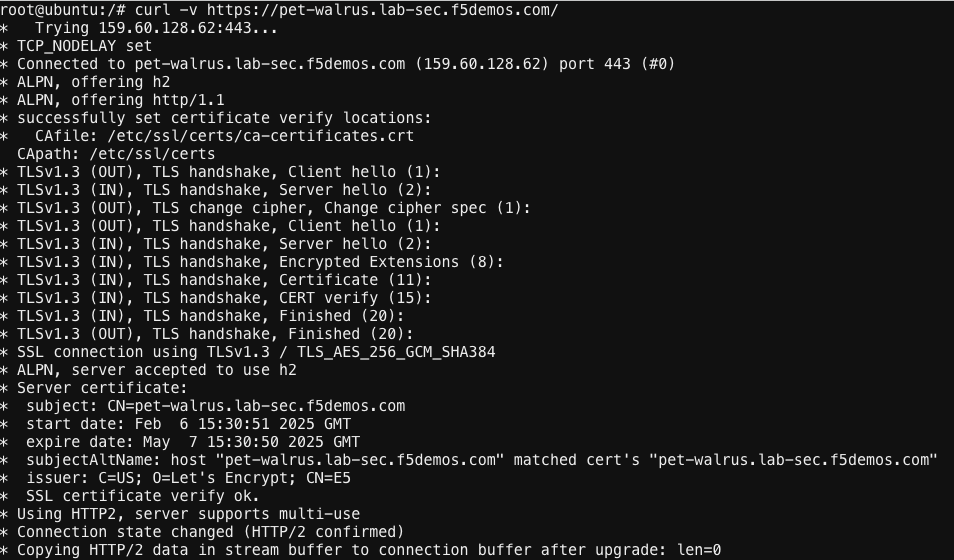 root@ubuntu:/# curl -v https://pet-walrus.lab-sec.f5demos.com/
*   Trying 159.60.128.62:443...
* TCP_NODELAY set
* Connected to pet-walrus.lab-sec.f5demos.com (159.60.128.62) port 443 (#0)
* ALPN, offering h2
* ALPN, offering http/1.1
* successfully set certificate verify locations:
*   CAfile: /etc/ssl/certs/ca-certificates.crt
  CApath: /etc/ssl/certs
* TLSv1.3 (OUT), TLS handshake, Client hello (1):
* TLSv1.3 (IN), TLS handshake, Server hello (2):
* TLSv1.3 (OUT), TLS change cipher, Change cipher spec (1):
* TLSv1.3 (OUT), TLS handshake, Client hello (1):
* TLSv1.3 (IN), TLS handshake, Server hello (2):
* TLSv1.3 (IN), TLS handshake, Encrypted Extensions (8):
* TLSv1.3 (IN), TLS handshake, Certificate (11):
* TLSv1.3 (IN), TLS handshake, CERT verify (15):
* TLSv1.3 (IN), TLS handshake, Finished (20):
* TLSv1.3 (OUT), TLS handshake, Finished (20):
* SSL connection using TLSv1.3 / TLS_AES_256_GCM_SHA384
* ALPN, server accepted to use h2
* Server certificate:
*  subject: CN=pet-walrus.lab-sec.f5demos.com
*  start date: Feb  6 15:30:51 2025 GMT
*  expire date: May  7 15:30:50 2025 GMT
*  subjectAltName: host "pet-walrus.lab-sec.f5demos.com" matched cert's "pet-walrus.lab-sec.f5demos.com"
*  issuer: C=US; O=Let's Encrypt; CN=E5
*  SSL certificate verify ok.
* Using HTTP2, server supports multi-use
* Connection state changed (HTTP/2 confirmed)
* Copying HTTP/2 data in stream buffer to connection buffer after upgrade: len=0